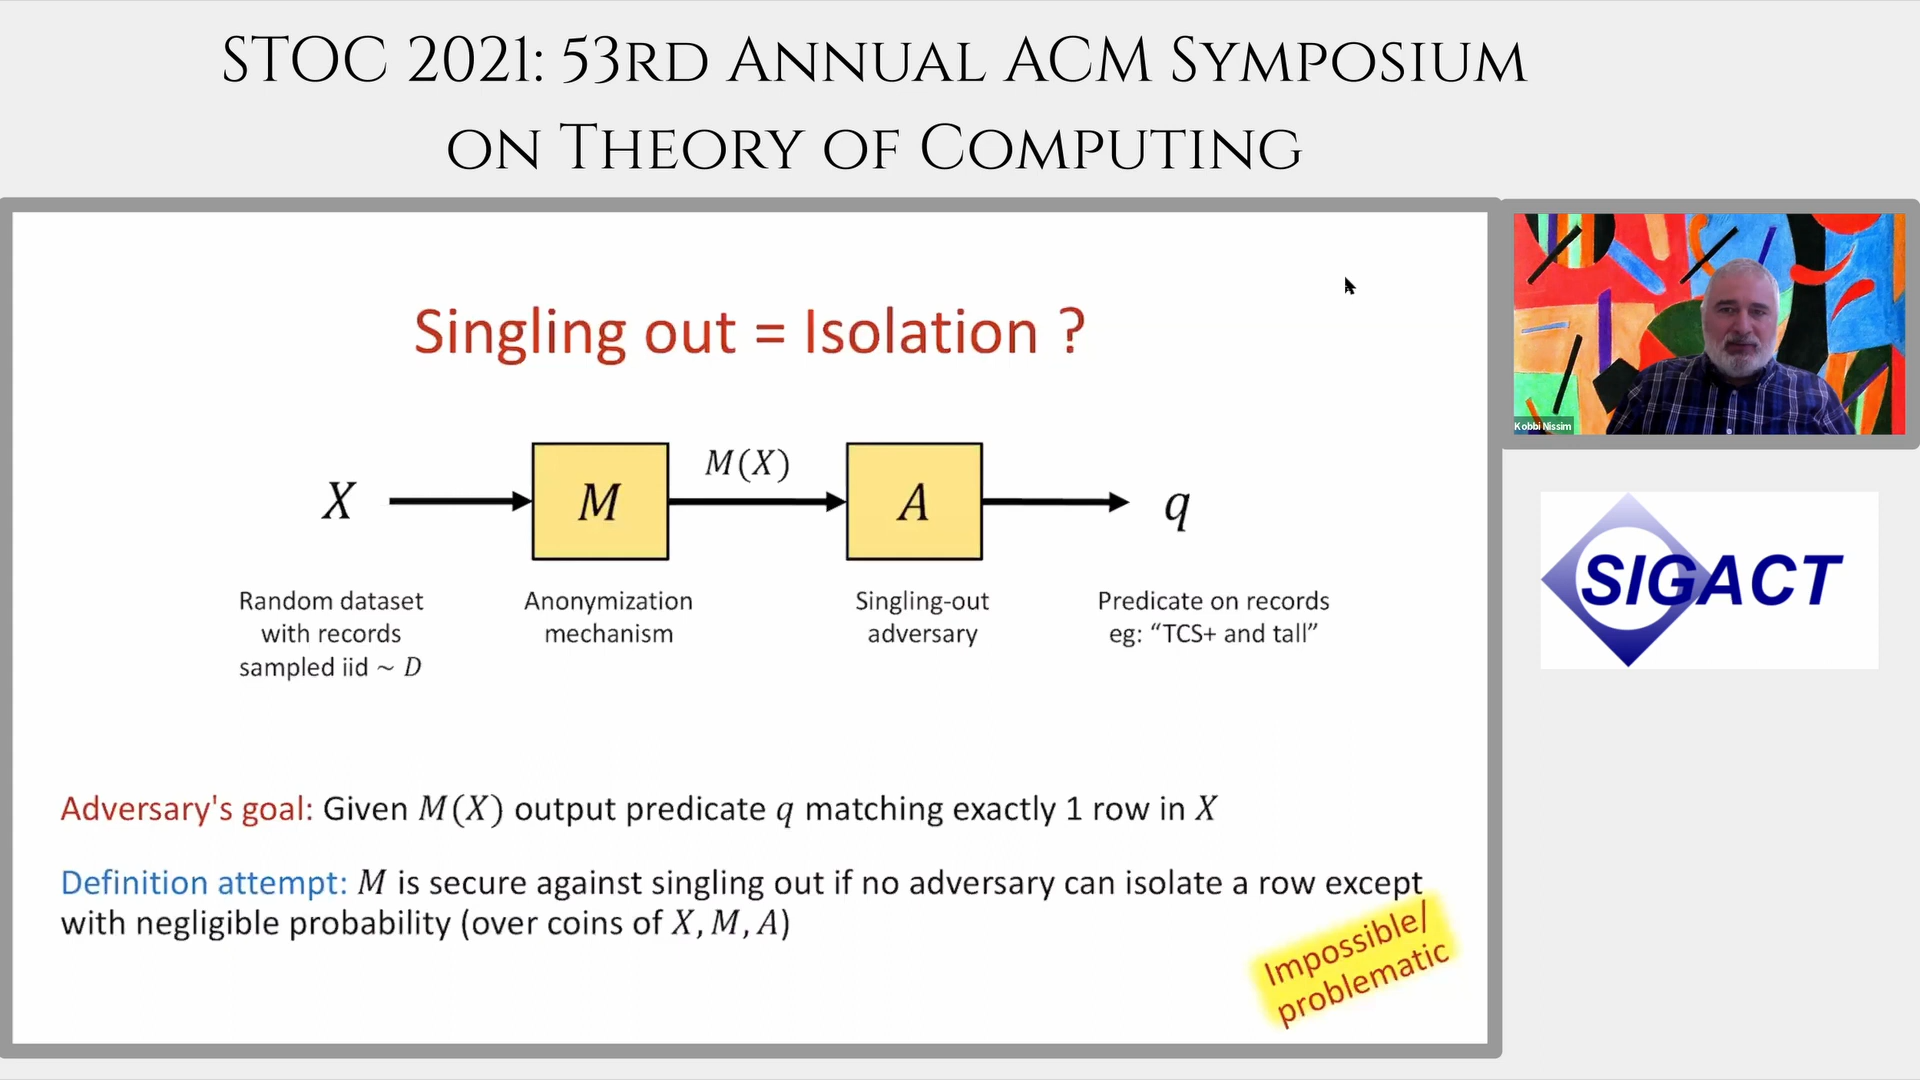 STOC 2021: 53rd Annual ACM Symposium
on Theory of Computing
Singling out = Isolation ?
X
M
M(X)
A
q
Random dataset
with records
sampled iid ~ D
Anonymization
mechanism
Singling-out
adversary
Predicate on records
eg: “TCS+ and tall”
Adversary's goal: Given M(X) output predicate q matching exactly 1 row in X
Definition attempt: M is secure against singling out if no adversary can isolate a row except
with negligible probability (over coins of X, M, A)
Impossible/
problematic
Kobbi Nissim
SIGACT